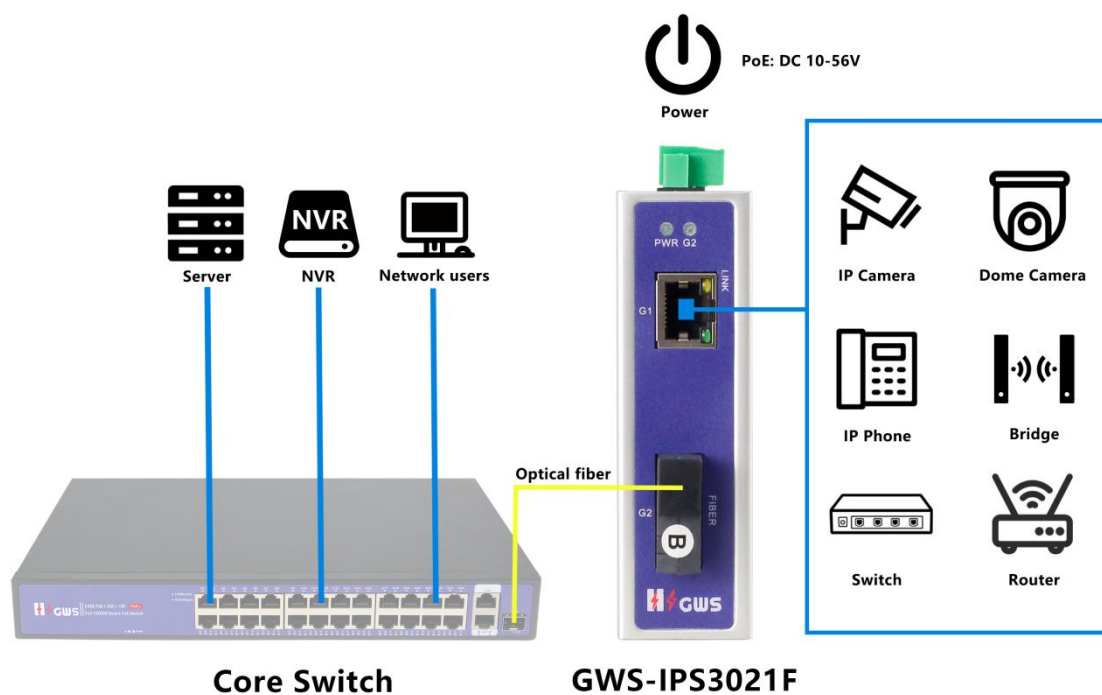 PoE: DC 10-56V
Power
NVR
Server
NVR
Network users
PWR G2
LINK
G1
IP Camera
Dome Camera
IP Phone
Bridge
Optical fiber
G2
FIBER
B
GWS
Switch
Router
GWS
Core Switch
GWS-IPS3021F